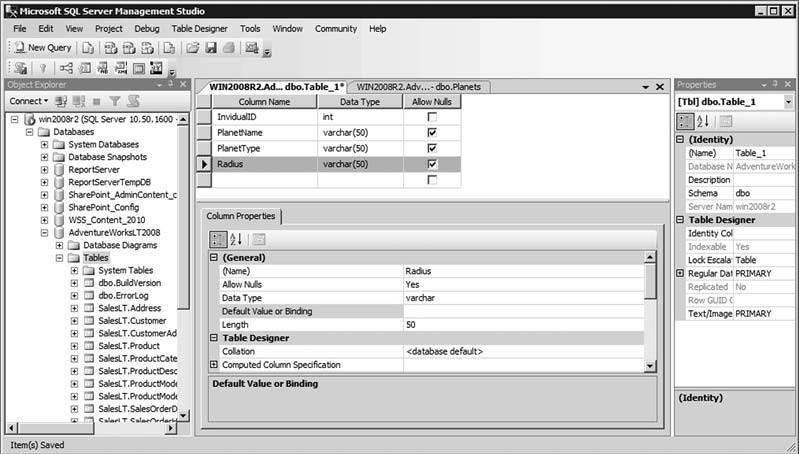 Microsoft SQL Server Management Studio
File Edit View Project Debug Table Designer Tools Window Community Help
New Query
Object Explorer
Connect
win2008r2 (SQL Server 10.50.1600 -
Databases
System Databases
Database Snapshots
ReportServer
ReportServerTempDB
SharePoint_AdminContent_c
SharePoint_Config
WSS_Content_2010
AdventureWorksLT2008
Database Diagrams
Tables
System Tables
dbo.BuildVersion
dbo.ErrorLog
SalesLT.Address
SalesLT.Customer
SalesLT.CustomerAd
SalesLT.Product
SalesLT.ProductCate
SalesLT.ProductDesc
SalesLT.ProductMode
SalesLT.ProductMode
SalesLT.SalesOrderD
WIN2008R2.Ad... dbo.Table_1* WIN2008R2.Adv...- dbo.Planets
Column Name Data Type Allow Nulls
InvidualID int
PlanetName varchar(50)
PlanetType varchar(50)
Radius varchar(50)
Column Properties
(General)
(Name) Radius
Allow Nulls Yes
Data Type varchar
Default Value or Binding
Length 50
Table Designer
Collation <database default>
Computed Column Specification
Default Value or Binding
Properties
[Tbl] dbo.Table_1
(Identity)
(Name) Table_1
Database N AdventureWork
Description
Schema dbo
Server Nam win2008r2
Table Designer
Identity Col
Indexable Yes
Lock Escala Table
Regular Dat PRIMARY
Replicated No
Row GUID C
Text/Image PRIMARY
(Identity)
Item(s) Saved